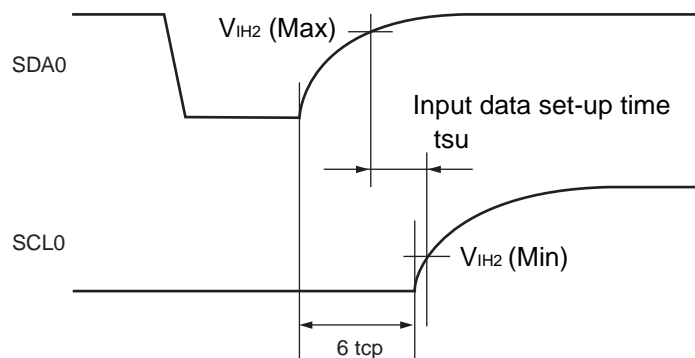 VIH2 (Max)
SDA0
Input data set-up time
tsu
SCL0
VIH2 (Min)
6 tcp